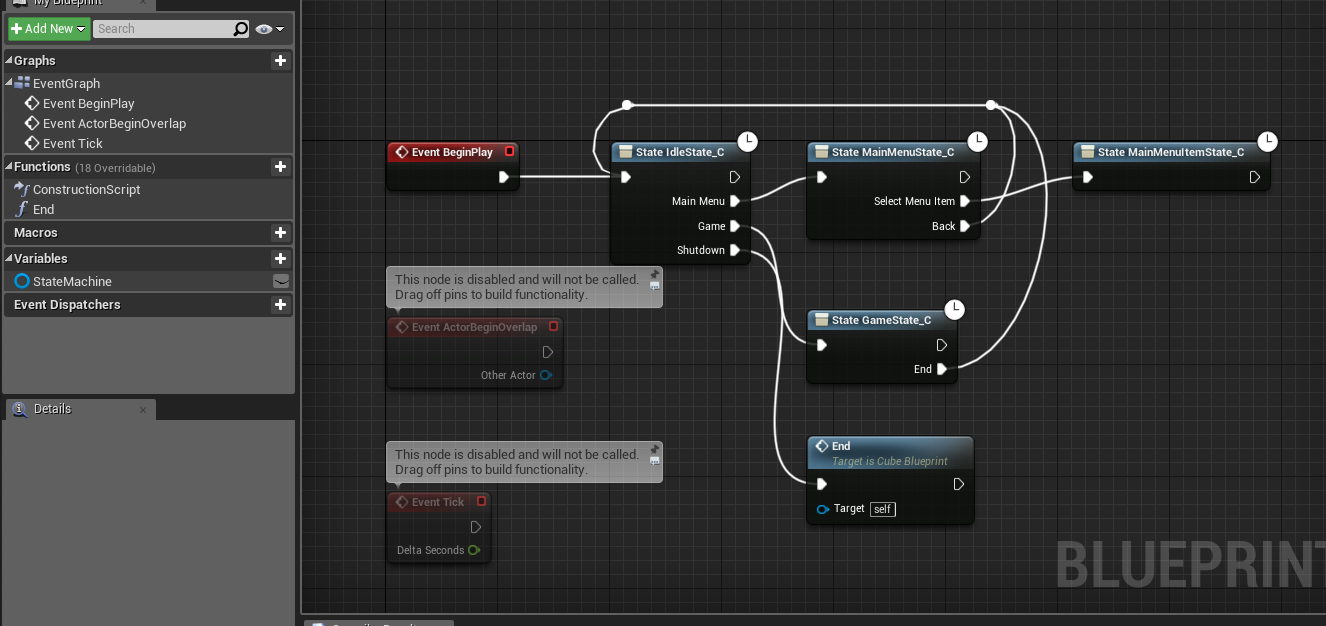 My Blueprint
Add New
Search
Graphs
EventGraph
Event BeginPlay
Event ActorBeginOverlap
Event Tick
Functions (18 Overridable)
ConstructionScript
End
Macros
Variables
StateMachine
Event Dispatchers
Details
Event BeginPlay
State IdleState_C
Main Menu
Game
Shutdown
State MainMenuState_C
Select Menu Item
Back
State MainMenuItemState_C
This node is disabled and will not be called.
Drag off pins to build functionality.
Event ActorBeginOverlap
Other Actor
State GameState_C
End
End
Target is Cube Blueprint
Target self
This node is disabled and will not be called.
Drag off pins to build functionality.
Event Tick
Delta Seconds
BLUEPRINT